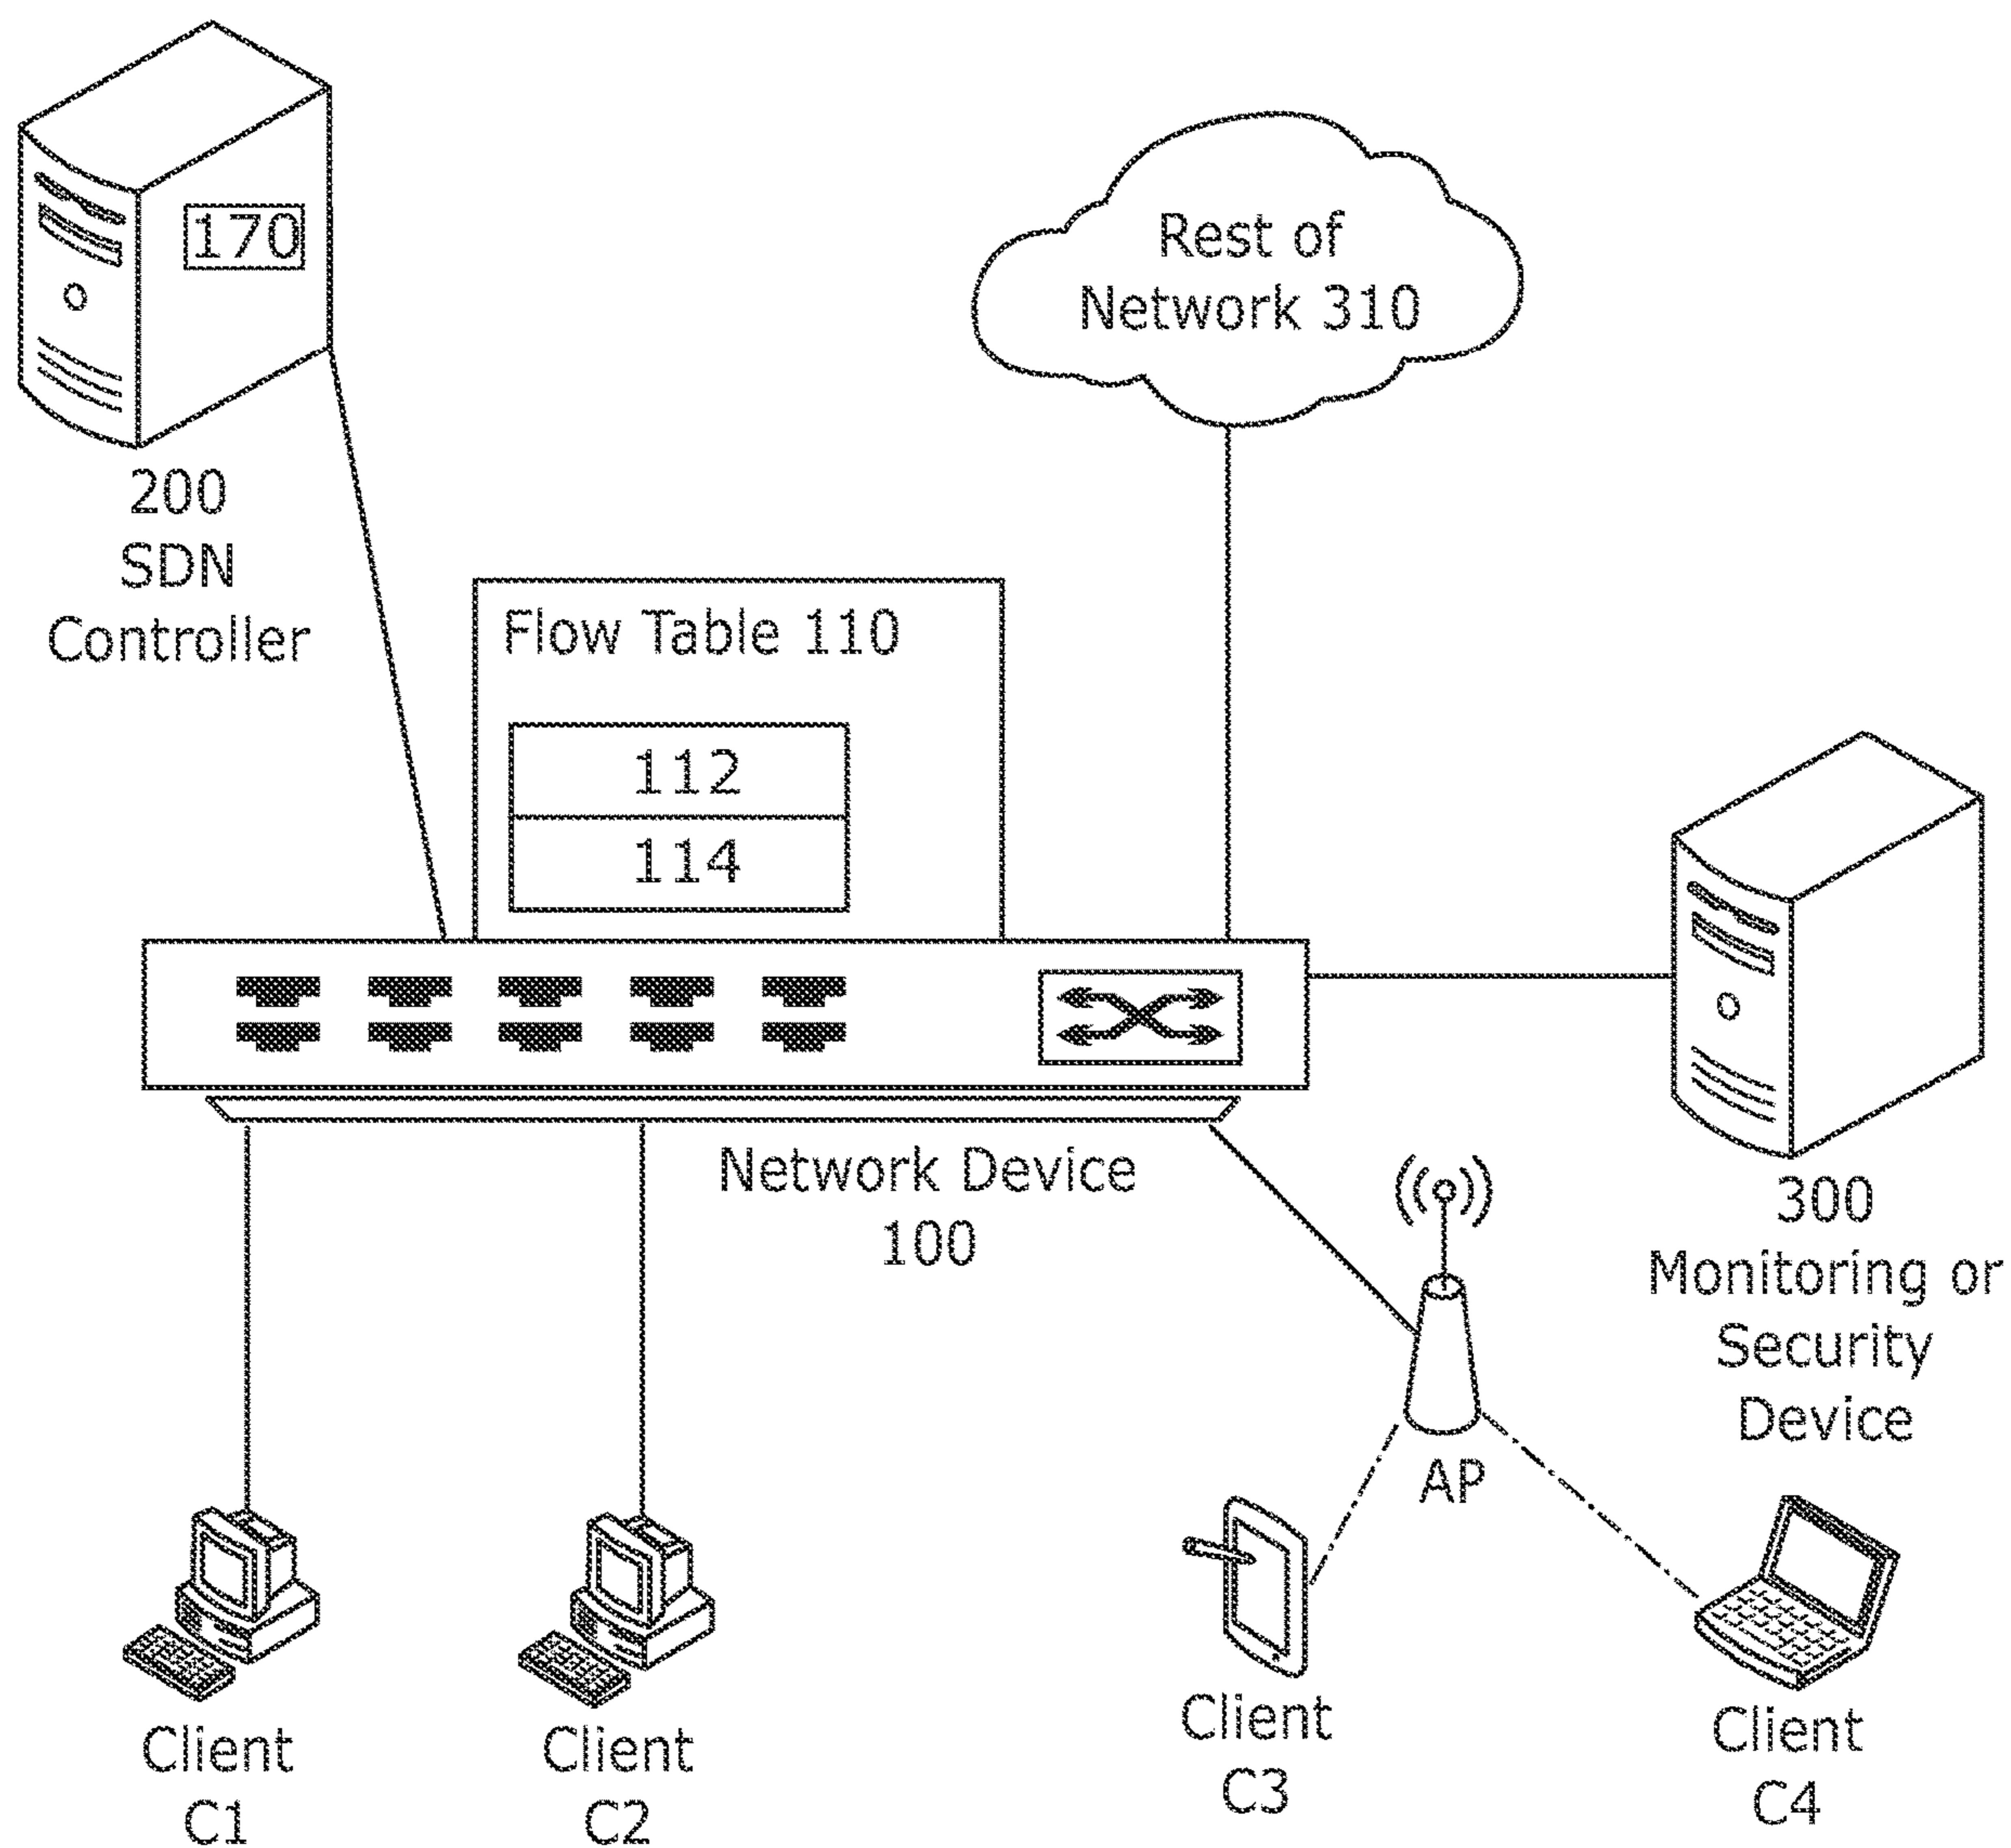 170
200
SDN
Controller
Rest of
Network 310
Flow Table 110
112
114
Network Device
100
300
Monitoring or
Security
Device
AP
Client
C1
Client
C2
Client
C3
Client
C4